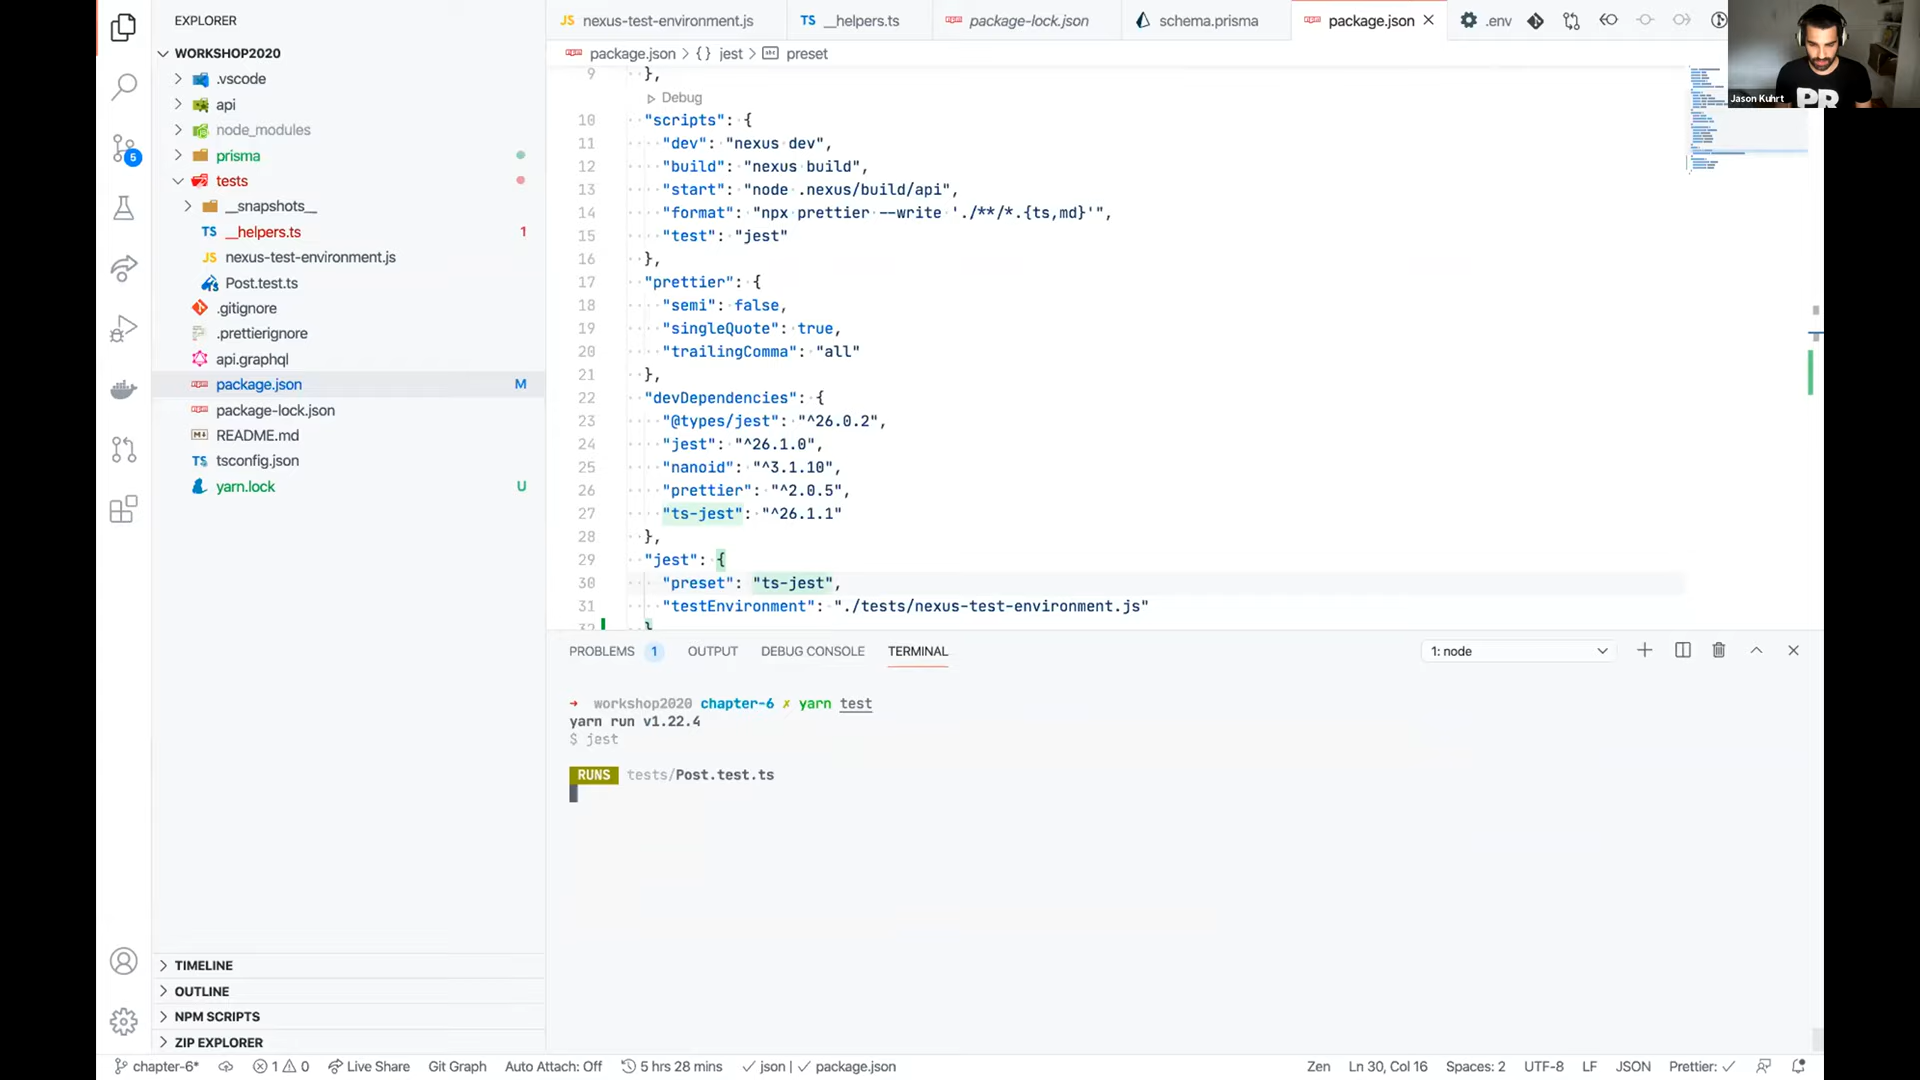 EXPLORER
WORKSHOP2020
.vscode
api
node_modules
prisma
tests
__snapshots__
TS __helpers.ts 1
JS nexus-test-environment.js
Post.test.ts
.gitignore
.prettierignore
api.graphql
package.json M
package-lock.json
README.md
TS tsconfig.json
yarn.lock U
5
TIMELINE
OUTLINE
NPM SCRIPTS
ZIP EXPLORER
JS nexus-test-environment.js
TS __helpers.ts
package-lock.json
schema.prisma
package.json
.env
package.json > {} jest > preset
9 },
Debug
10 "scripts": {
11 "dev": "nexus dev",
12 "build": "nexus build",
13 "start": "node .nexus/build/api",
14 "format": "npx prettier --write './**/*.{ts,md}'",
15 "test": "jest"
16 },
17 "prettier": {
18 "semi": false,
19 "singleQuote": true,
20 "trailingComma": "all"
21 },
22 "devDependencies": {
23 "@types/jest": "^26.0.2",
24 "jest": "^26.1.0",
25 "nanoid": "^3.1.10",
26 "prettier": "^2.0.5",
27 "ts-jest": "^26.1.1"
28 },
29 "jest": {
30 "preset": "ts-jest",
31 "testEnvironment": "./tests/nexus-test-environment.js"
32 }
Jason Kuhrt
PR
PROBLEMS 1 OUTPUT DEBUG CONSOLE TERMINAL
1: node
→ workshop2020 chapter-6 ✗ yarn test
yarn run v1.22.4
$ jest
RUNS tests/Post.test.ts
chapter-6* 1 0 Live Share Git Graph Auto Attach: Off 5 hrs 28 mins ✓ json | ✓ package.json
Zen Ln 30, Col 16 Spaces: 2 UTF-8 LF JSON Prettier: ✓